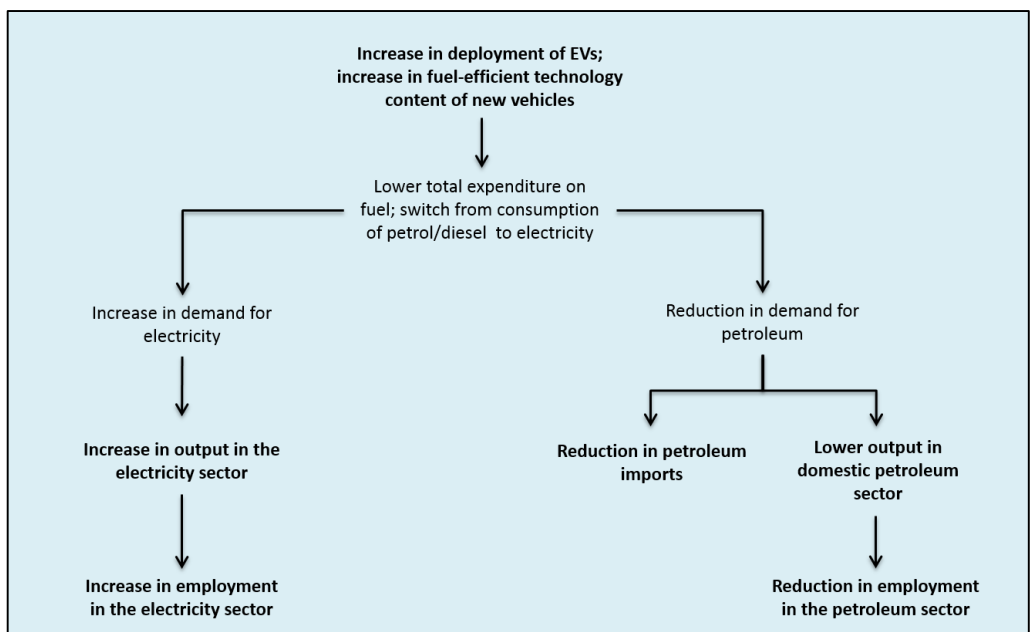 Increase in deployment of EVs;
increase in fuel-efficient technology
content of new vehicles
Lower total expenditure on
fuel; switch from consumption
of petrol/diesel to electricity
Increase in demand for
electricity
Reduction in demand for
petroleum
Increase in output in the
electricity sector
Reduction in petroleum
imports
Lower output in
domestic petroleum
sector
Increase in employment
in the electricity sector
Reduction in employment
in the petroleum sector